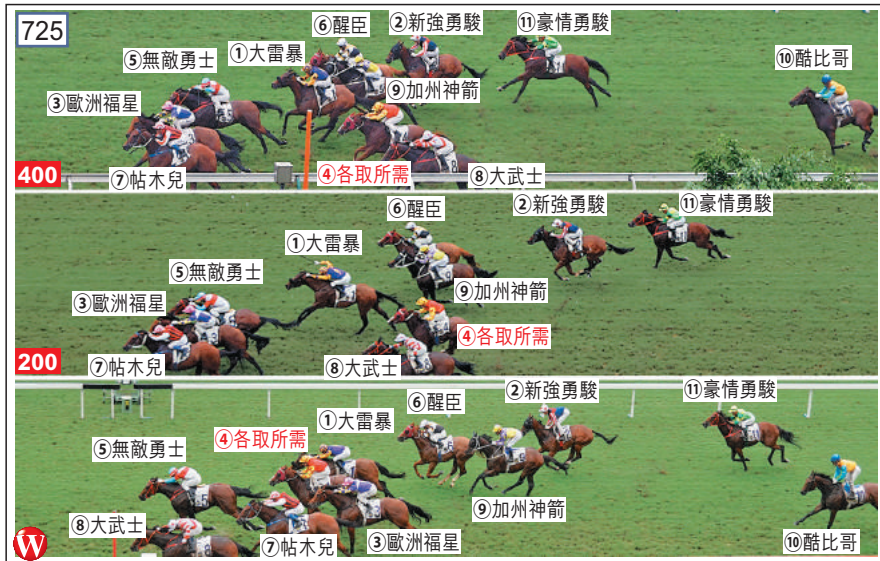 725
⑥醒臣
②新強勇駿
⑪豪情勇駿
①大雷暴
⑤無敵勇士
⑩酷比哥
⑨加州神箭
③歐洲福星
400
⑦帖木兒
④各取所需
⑧大武士
⑥醒臣
②新強勇駿
⑪豪情勇駿
①大雷暴
⑤無敵勇士
⑨加州神箭
③歐洲福星
④各取所需
200
⑦帖木兒
⑧大武士
②新強勇駿
⑪豪情勇駿
⑥醒臣
①大雷暴
④各取所需
⑤無敵勇士
⑨加州神箭
⑧大武士
⑦帖木兒
③歐洲福星
⑩酷比哥
W